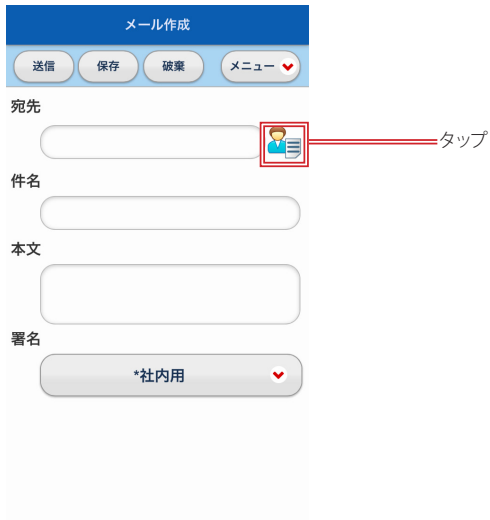 メール作成
送信 保存 破棄 メニュー
宛先
タップ
件名
本文
署名
*社内用